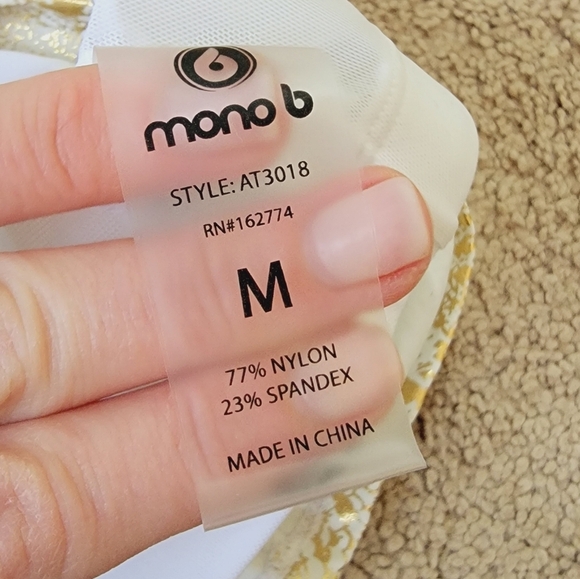 mono b
STYLE: AT3018
RN#162774
M
77% NYLON
23% SPANDEX
MADE IN CHINA